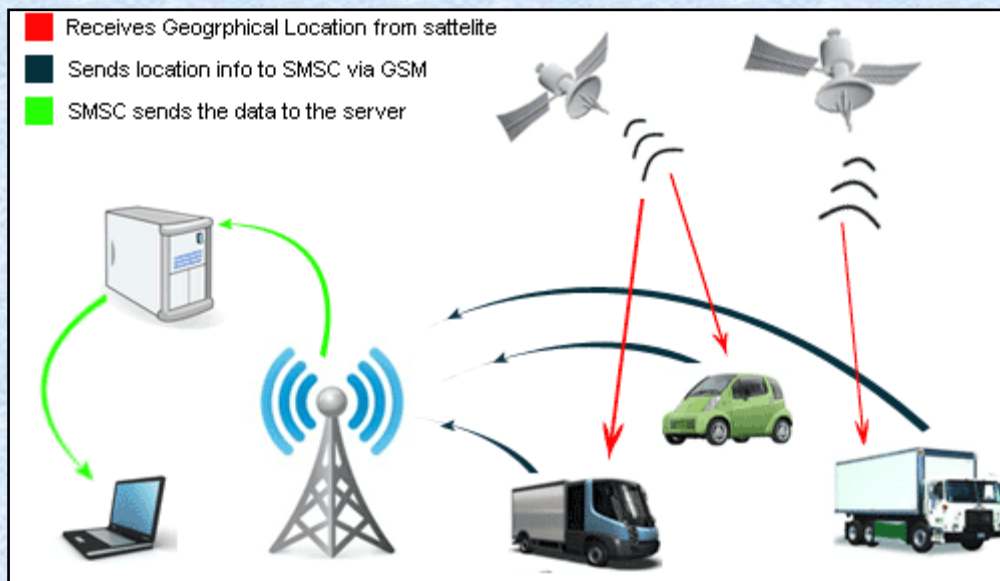 Receives Geogrphical Location from sattelite
Sends location info to SMSC via GSM
SMSC sends the data to the server